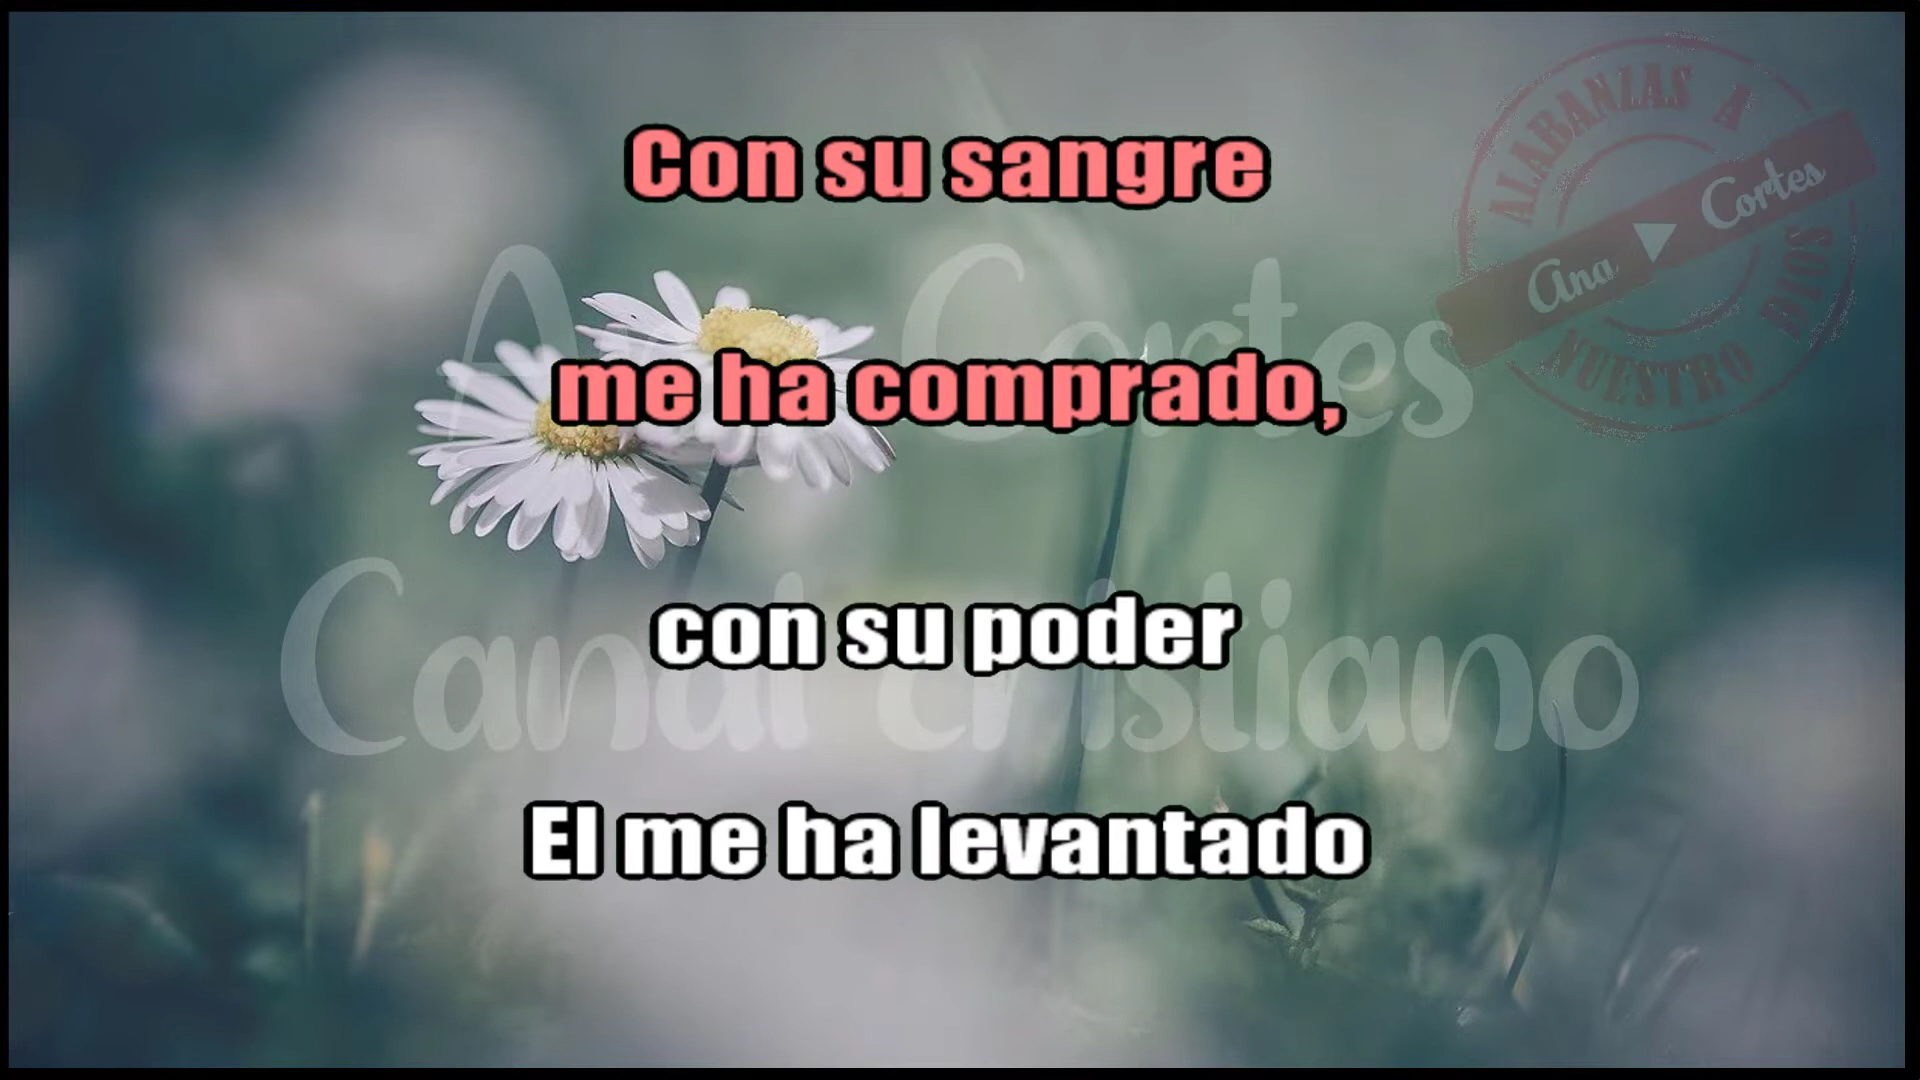 Con su sangre
me ha comprado,
con su poder
El me ha levantado
Ana Cortes
Canal cristiano
ALABANZAS A
Ana Cortes
NUESTRO DIOS